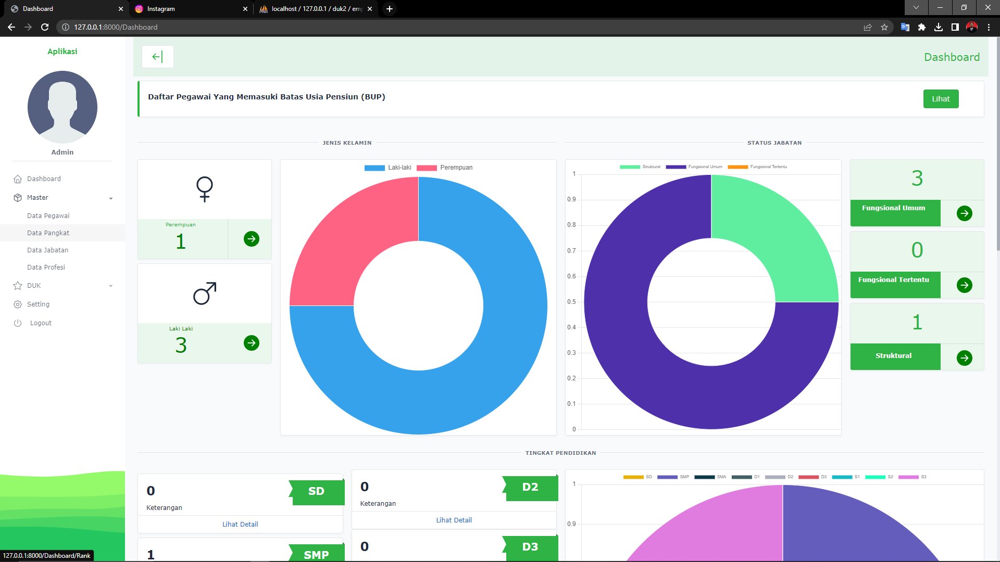 Dashboard
Instagram
localhost / 127.0.0.1 / duk2 / emp
127.0.0.1:8000/Dashboard
Aplikasi
Admin
Dashboard
Master
Data Pegawai
Data Pangkat
Data Jabatan
Data Profesi
DUK
Setting
Logout
Dashboard
Daftar Pegawai Yang Memasuki Batas Usia Pensiun (BUP)
Lihat
JENIS KELAMIN
Perempuan
1
Laki Laki
3
Laki-laki Perempuan
STATUS JABATAN
Struktural Fungsional Umum Fungsional Tertentu
1
0.9
0.8
0.7
0.6
0.5
0.4
0.3
0.2
0.1
0
3
Fungsional Umum
0
Fungsional Tertentu
1
Struktural
TINGKAT PENDIDIKAN
0
SD
Keterangan
Lihat Detail
1
SMP
0
D2
Keterangan
Lihat Detail
0
D3
SD SMP SMA D1 D2 D3 S1 S2 S3
1
0.9
127.0.0.1:8000/Dashboard/Rank